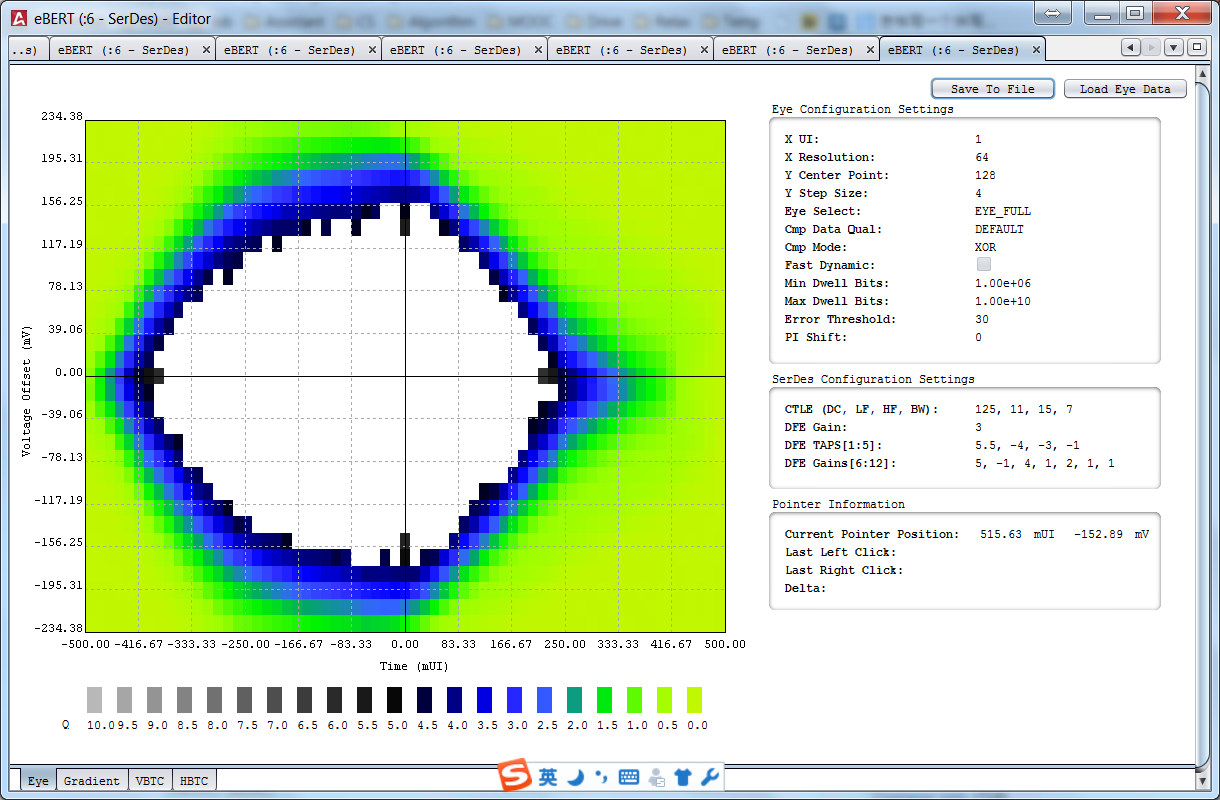 eBERT (:6 - SerDes) - Editor
..s) eBERT (:6 - SerDes) eBERT (:6 - SerDes) eBERT (:6 - SerDes) eBERT (:6 - SerDes) eBERT (:6 - SerDes) eBERT (:6 - SerDes)
Save To File Load Eye Data
Eye Configuration Settings
X UI: 1
X Resolution: 64
Y Center Point: 128
Y Step Size: 4
Eye Select: EYE_FULL
Cmp Data Qual: DEFAULT
Cmp Mode: XOR
Fast Dynamic:
Min Dwell Bits: 1.00e+06
Max Dwell Bits: 1.00e+10
Error Threshold: 30
PI Shift: 0
SerDes Configuration Settings
CTLE (DC, LF, HF, BW): 125, 11, 15, 7
DFE Gain: 3
DFE TAPS[1:5]: 5.5, -4, -3, -1
DFE Gains[6:12]: 5, -1, 4, 1, 2, 1, 1
Pointer Information
Current Pointer Position: 515.63 mUI -152.89 mV
Last Left Click:
Last Right Click:
Delta:
234.38
195.31
156.25
117.19
78.13
39.06
0.00
-39.06
-78.13
-117.19
-156.25
-195.31
-234.38
Voltage Offset (mV)
-500.00 -416.67 -333.33 -250.00 -166.67 -83.33 0.00 83.33 166.67 250.00 333.33 416.67 500.00
Time (mUI)
Q 10.0 9.5 9.0 8.5 8.0 7.5 7.0 6.5 6.0 5.5 5.0 4.5 4.0 3.5 3.0 2.5 2.0 1.5 1.0 0.5 0.0
Eye Gradient VBTC HBTC
英